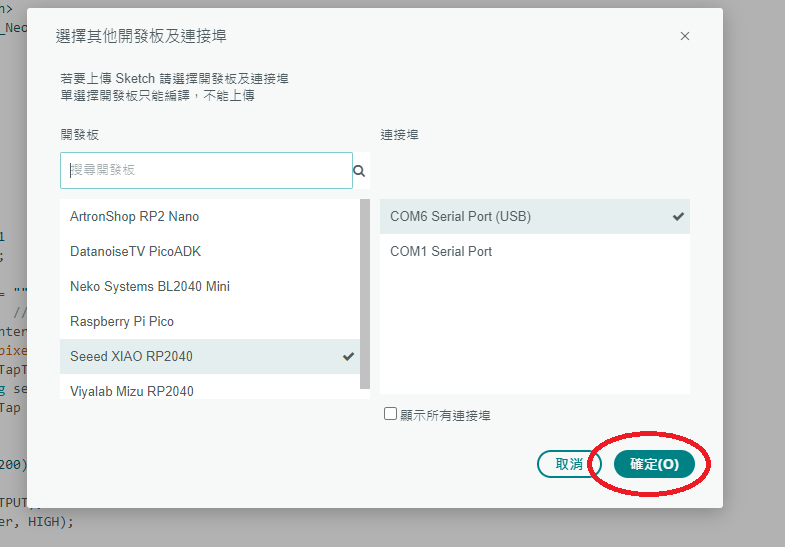 n>
_Neo
選擇其他開發板及連接埠
若要上傳 Sketch 請選擇開發板及連接埠
單選擇開發板只能編譯，不能上傳
開發板
連接埠
搜尋開發板
ArtronShop RP2 Nano
DatanoiseTV PicoADK
Neko Systems BL2040 Mini
Raspberry Pi Pico
Seeed XIAO RP2040
Viyalab Mizu RP2040
COM6 Serial Port (USB)
COM1 Serial Port
顯示所有連接埠
取消
確定(O)
1
;
= ""
//
nter
pixe
TapT
g se
Tap
200)
TPUT);
er, HIGH);